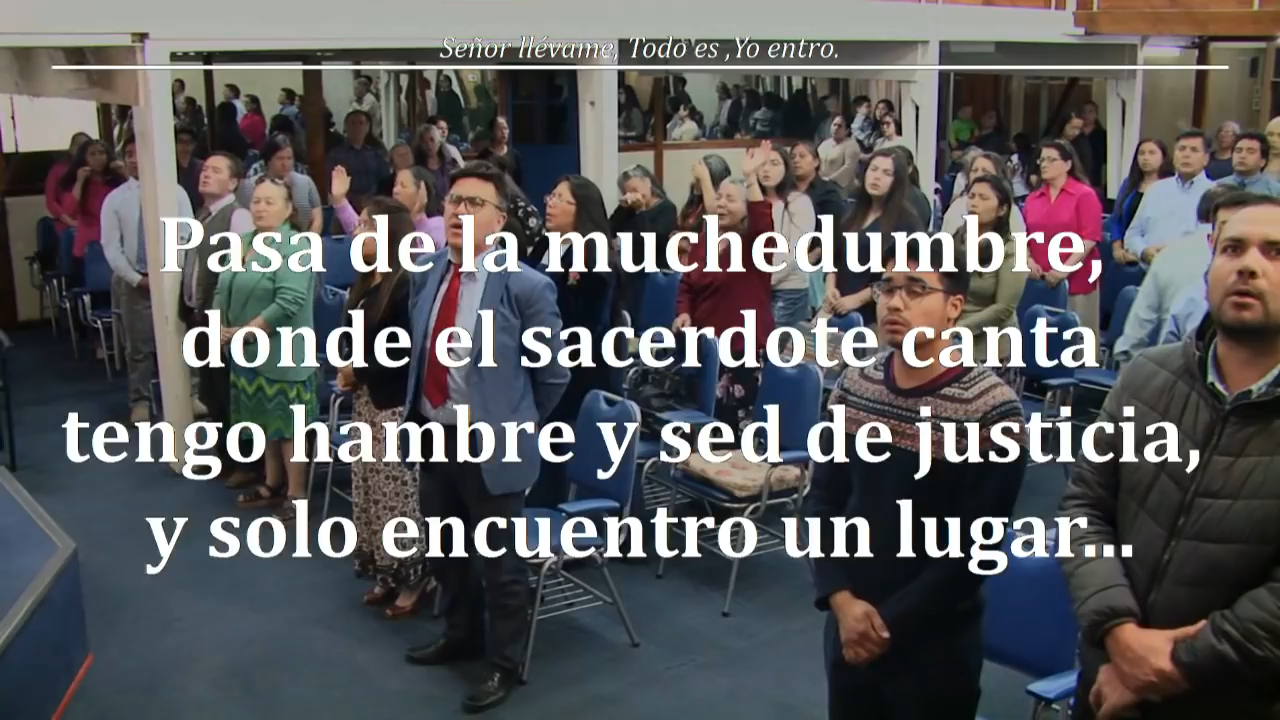 Señor llévame, Todo es ,Yo entro.
Pasa de la muchedumbre,
donde el sacerdote canta
tengo hambre y sed de justicia,
y solo encuentro un lugar...